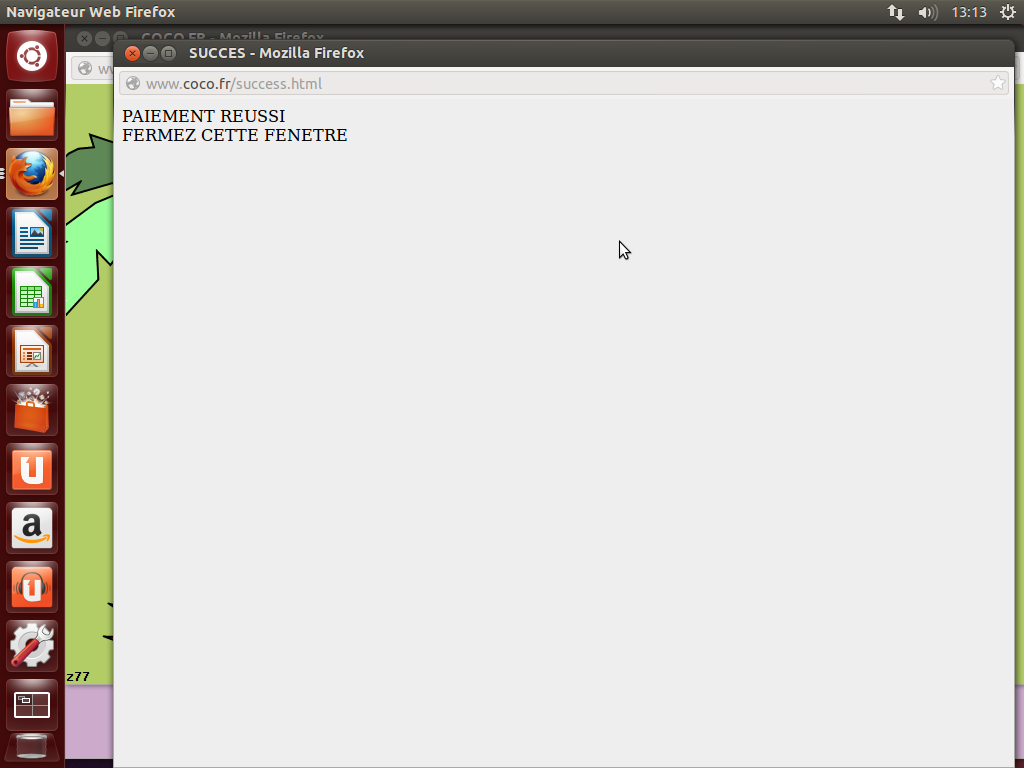 Navigateur Web Firefox
13:13
COCO.FR - Mozilla Firefox
SUCCES - Mozilla Firefox
www.coco.fr/success.html
PAIEMENT REUSSI
FERMEZ CETTE FENETRE
z77